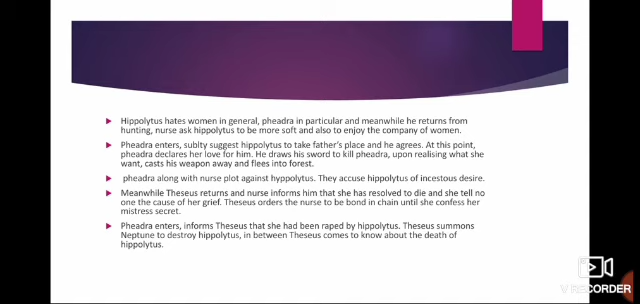 Hippolytus hates women in general, pheadra in particular and meanwhile he returns from
hunting, nurse ask hippolytus to be more soft and also to enjoy the company of women.
Pheadra enters, sublty suggest hippolytus to take father's place and he agrees. At this point,
pheadra declares her love for him. He draws his sword to kill pheadra, upon realising what she
want, casts his weapon away and flees into forest.
pheadra along with nurse plot against hyppolytus. They accuse hippolytus of incestous desire.
Meanwhile Theseus returns and nurse informs him that she has resolved to die and she tell no
one the cause of her grief. Theseus orders the nurse to be bond in chain until she confess her
mistress secret.
Pheadra enters, informs Theseus that she had been raped by hippolytus. Theseus summons
Neptune to destroy hippolytus, in between Theseus comes to know about the death of
hippolytus.
V RECORDER